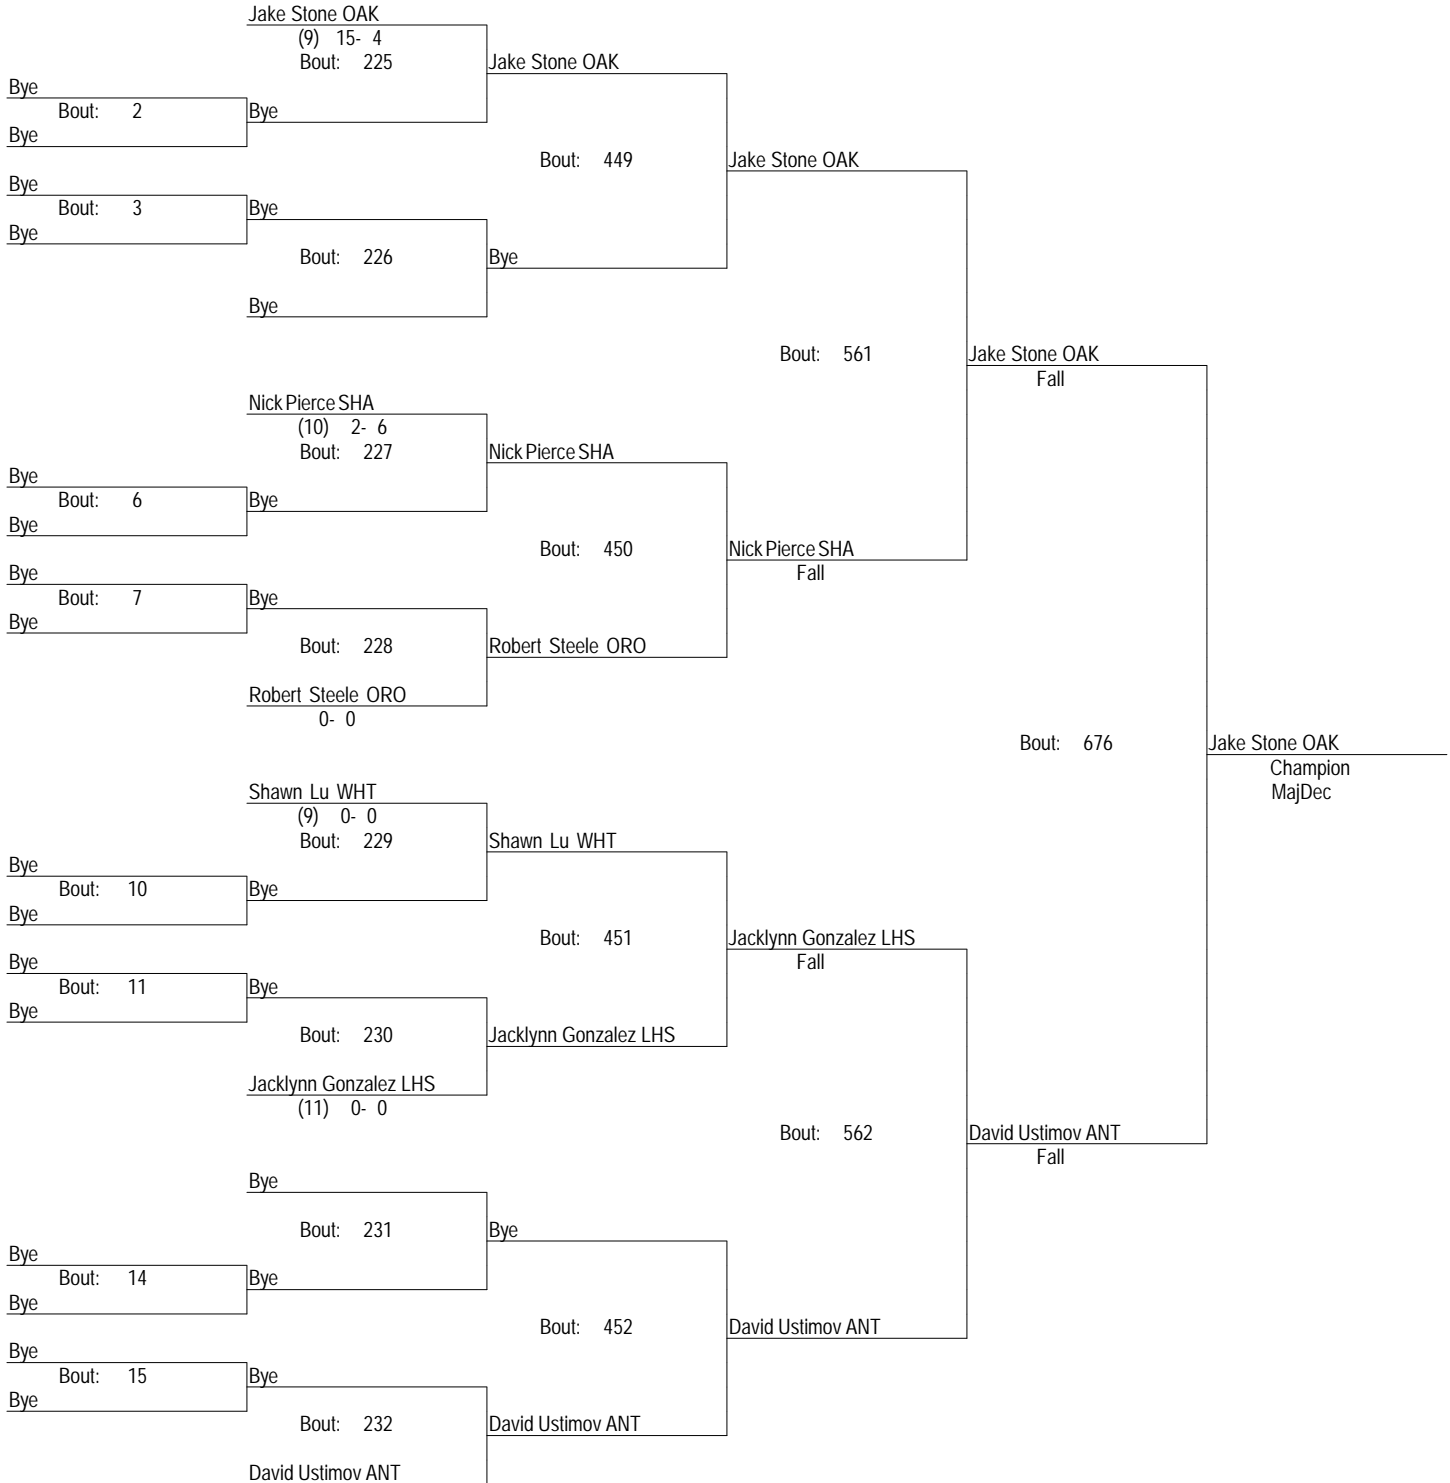 Jake Stone OAK
(9) 15- 4
Bout: 225
Jake Stone OAK
Bye
Bout: 2
Bye
Bye
Bout: 449
Jake Stone OAK
Bye
Bout: 3
Bye
Bye
Bout: 226
Bye
Bye
Bout: 561
Jake Stone OAK
Fall
Nick Pierce SHA
(10) 2- 6
Bout: 227
Nick Pierce SHA
Bye
Bout: 6
Bye
Bye
Bout: 450
Nick Pierce SHA
Fall
Bye
Bout: 7
Bye
Bye
Bout: 228
Robert Steele ORO
Robert Steele ORO
0- 0
Bout: 676
Jake Stone OAK
Champion
MajDec
Shawn Lu WHT
(9) 0- 0
Bout: 229
Shawn Lu WHT
Bye
Bout: 10
Bye
Bye
Bout: 451
Jacklynn Gonzalez LHS
Fall
Bye
Bout: 11
Bye
Bye
Bout: 230
Jacklynn Gonzalez LHS
Jacklynn Gonzalez LHS
(11) 0- 0
Bout: 562
David Ustimov ANT
Fall
Bye
Bout: 231
Bye
Bye
Bout: 14
Bye
Bye
Bout: 452
David Ustimov ANT
Bye
Bout: 15
Bye
Bye
Bout: 232
David Ustimov ANT
David Ustimov ANT